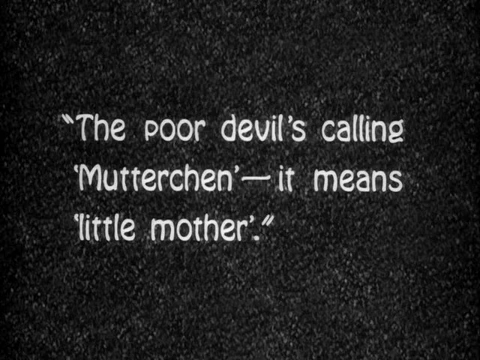 "The poor devil's calling
'Mutterchen'—it means
'little mother'."